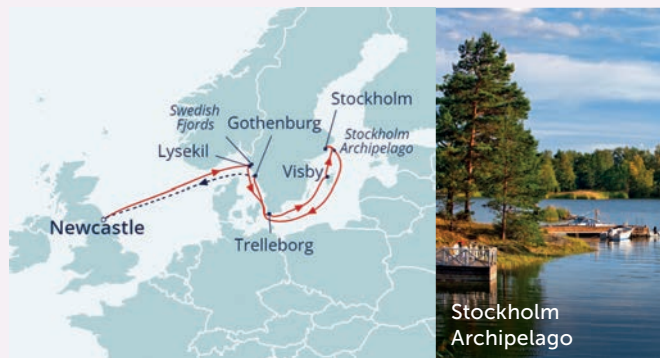 Stockholm
Swedish
Fjords
Gothenburg
Stockholm
Archipelago
Lysekil
Visby
Newcastle
Trelleborg
Stockholm
Archipelago